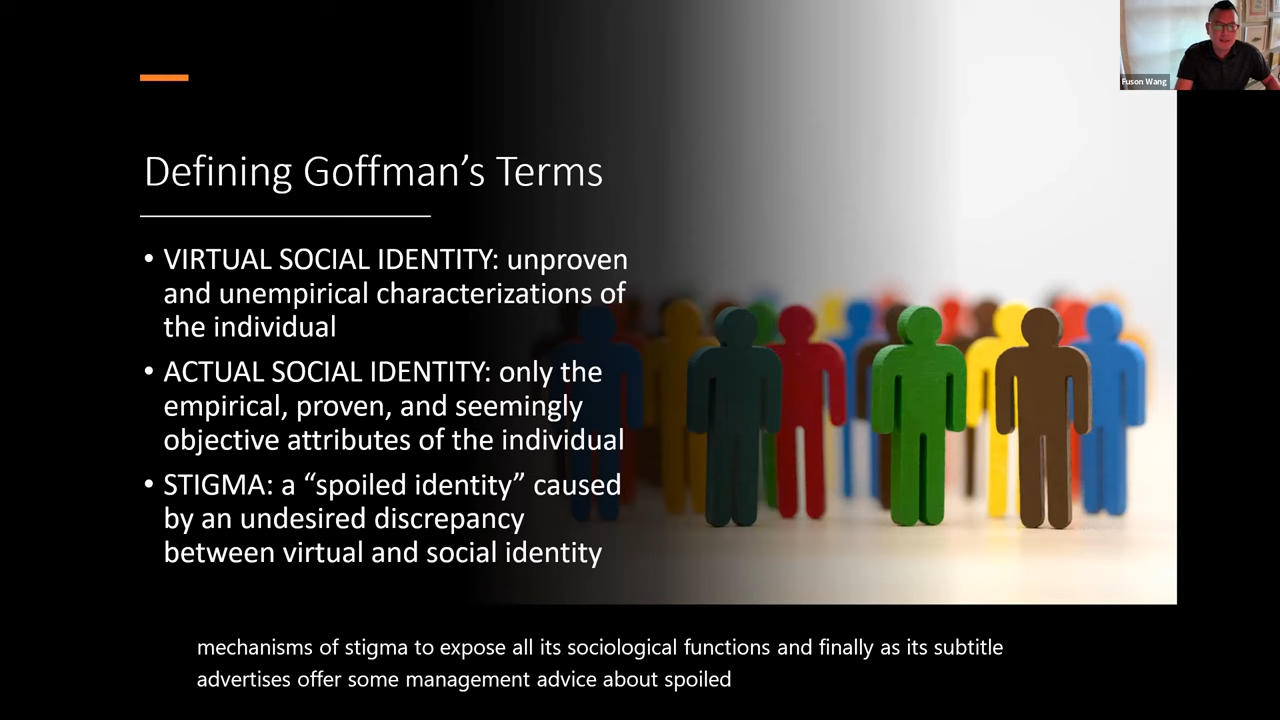 Fuson Wang
Defining Goffman's Terms
• VIRTUAL SOCIAL IDENTITY: unproven
and unempirical characterizations of
the individual
• ACTUAL SOCIAL IDENTITY: only the
empirical, proven, and seemingly
objective attributes of the individual
• STIGMA: a “spoiled identity” caused
by an undesired discrepancy
between virtual and social identity
mechanisms of stigma to expose all its sociological functions and finally as its subtitle
advertises offer some management advice about spoiled